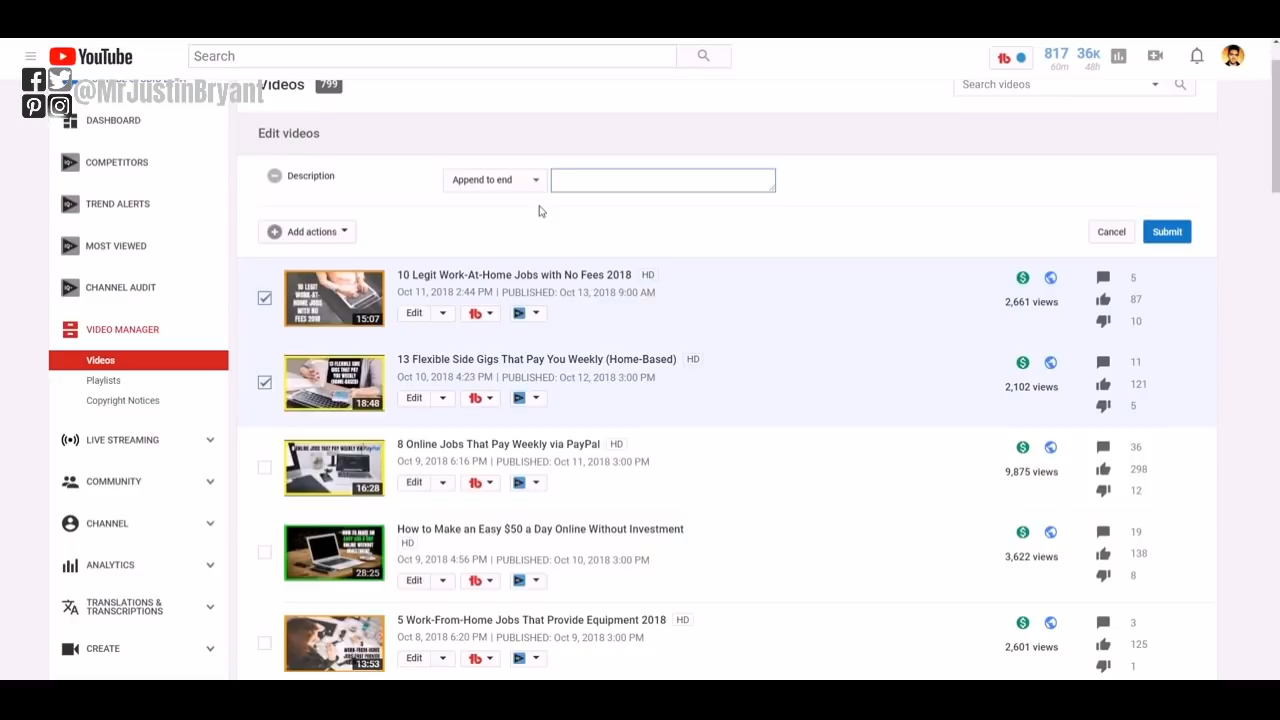 YouTube
Search
817
60m
36K
48h
@MrJustinBryant
Videos
799
Search videos
DASHBOARD
COMPETITORS
TREND ALERTS
MOST VIEWED
CHANNEL AUDIT
VIDEO MANAGER
Videos
Playlists
Copyright Notices
LIVE STREAMING
COMMUNITY
CHANNEL
ANALYTICS
TRANSLATIONS &
TRANSCRIPTIONS
CREATE
Edit videos
Description
Append to end
Add actions
Cancel
Submit
15:07
10 Legit Work-At-Home Jobs with No Fees 2018 HD
Oct 11, 2018 2:44 PM | PUBLISHED: Oct 13, 2018 9:00 AM
Edit
2,661 views
5
87
10
18:48
13 Flexible Side Gigs That Pay You Weekly (Home-Based) HD
Oct 10, 2018 4:23 PM | PUBLISHED: Oct 12, 2018 3:00 PM
Edit
2,102 views
11
121
5
16:28
8 Online Jobs That Pay Weekly via PayPal HD
Oct 9, 2018 6:16 PM | PUBLISHED: Oct 11, 2018 3:00 PM
Edit
9,875 views
36
298
12
28:25
How to Make an Easy $50 a Day Online Without Investment
HD
Oct 9, 2018 4:56 PM | PUBLISHED: Oct 10, 2018 3:00 PM
Edit
3,622 views
19
138
8
13:53
5 Work-From-Home Jobs That Provide Equipment 2018 HD
Oct 8, 2018 6:20 PM | PUBLISHED: Oct 9, 2018 3:00 PM
Edit
2,601 views
3
125
1